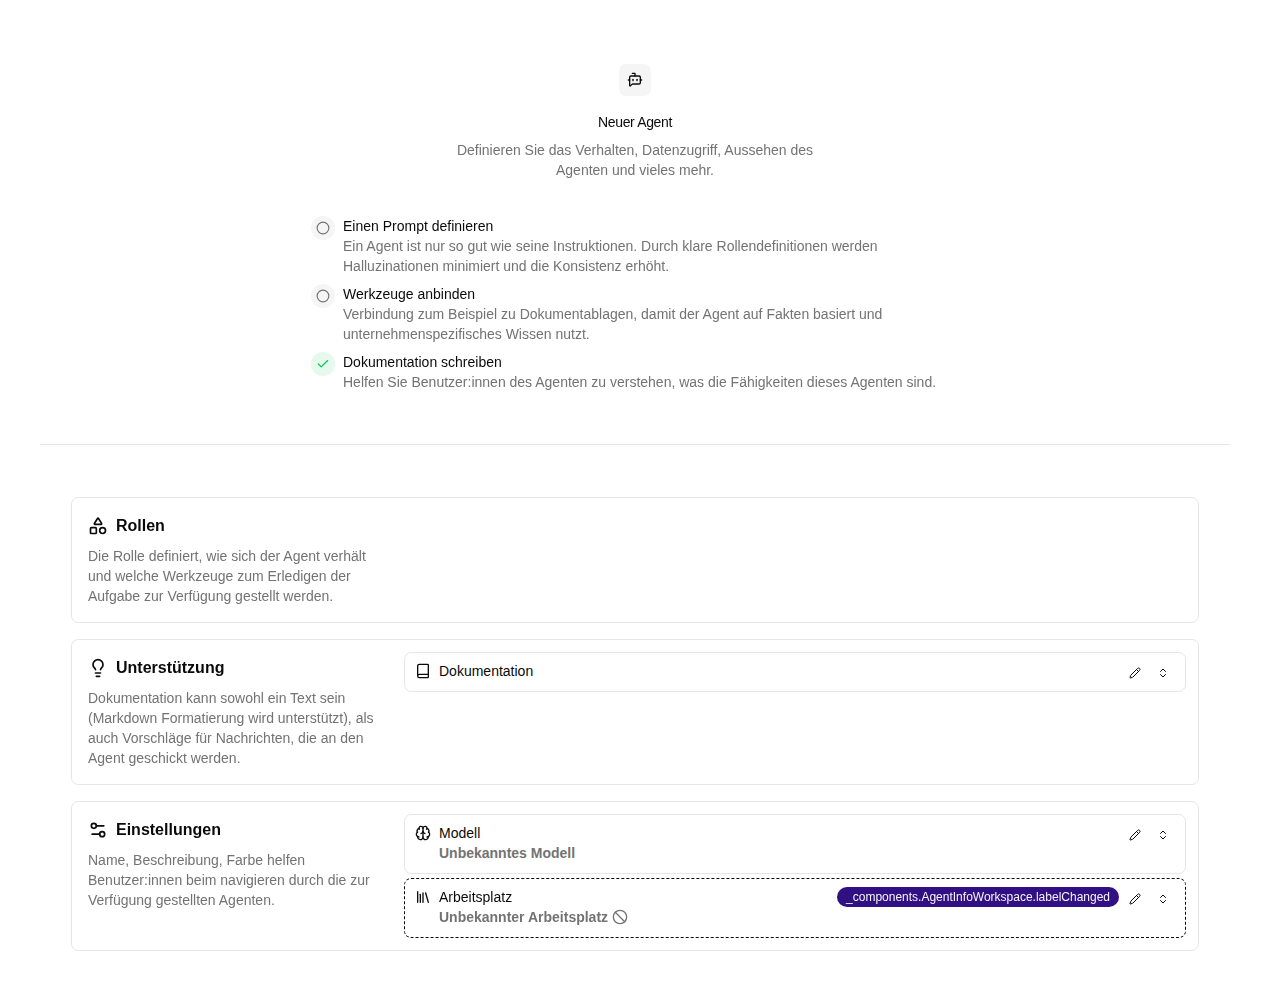 Neuer Agent
Definieren Sie das Verhalten, Datenzugriff, Aussehen des
Agenten und vieles mehr.
Einen Prompt definieren
Ein Agent ist nur so gut wie seine Instruktionen. Durch klare Rollendefinitionen werden
Halluzinationen minimiert und die Konsistenz erhöht.
Werkzeuge anbinden
Verbindung zum Beispiel zu Dokumentablagen, damit der Agent auf Fakten basiert und
unternehmenspezifisches Wissen nutzt.
Dokumentation schreiben
Helfen Sie Benutzer:innen des Agenten zu verstehen, was die Fähigkeiten dieses Agenten sind.
Rollen
Die Rolle definiert, wie sich der Agent verhält
und welche Werkzeuge zum Erledigen der
Aufgabe zur Verfügung gestellt werden.
Unterstützung
Dokumentation kann sowohl ein Text sein
(Markdown Formatierung wird unterstützt), als
auch Vorschläge für Nachrichten, die an den
Agent geschickt werden.
Dokumentation
Einstellungen
Name, Beschreibung, Farbe helfen
Benutzer:innen beim navigieren durch die zur
Verfügung gestellten Agenten.
Modell
Unbekanntes Modell
Arbeitsplatz
_components.AgentInfoWorkspace.labelChanged
Unbekannter Arbeitsplatz